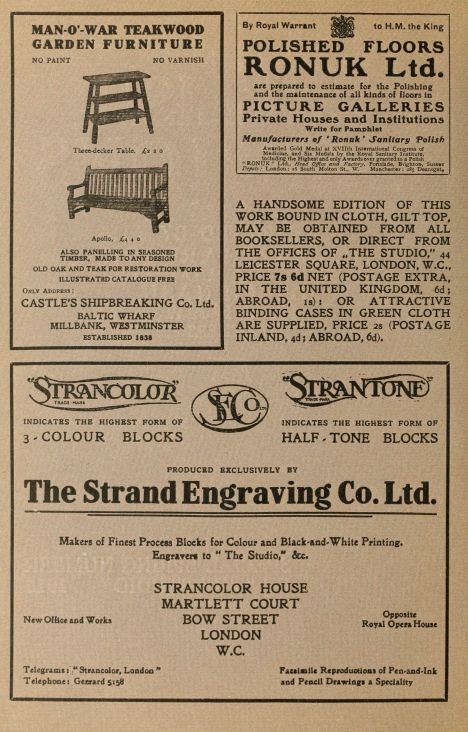 MAN-O'-WAR TEAKWOOD
GARDEN FURNITURE
NO PAINT NO VARNISH
Three-decker Table. £2 2 0
Apollo, £4 4 0
ALSO PANELLING IN SEASONED
TIMBER, MADE TO ANY DESIGN
OLD OAK AND TEAK FOR RESTORATION WORK
ILLUSTRATED CATALOGUE FREE
ONLY ADDRESS:
CASTLE'S SHIPBREAKING Co. Ltd.
BALTIC WHARF
MILLBANK, WESTMINSTER
ESTABLISHED 1838
By Royal Warrant to H.M. the King
POLISHED FLOORS
RONUK Ltd.
are prepared to estimate for the Polishing
and the maintenance of all kinds of floors in
PICTURE GALLERIES
Private Houses and Institutions
Write for Pamphlet
Manufacturers of 'Ronuk' Sanitary Polish
Awarded Gold Medal at XVIIth International Congress of
Medicine, and Six Medals by the Royal Sanitary Institute,
including the Highest and only Awards ever granted to a Polish
"RONUK" Ltd., Head Office and Factory, Portslade, Brighton, Sussex
Depots: London: 16 South Molton St., W. Manchester: 285 Deansgat,
A HANDSOME EDITION OF THIS
WORK BOUND IN CLOTH, GILT TOP,
MAY BE OBTAINED FROM ALL
BOOKSELLERS, OR DIRECT FROM
THE OFFICES OF „THE STUDIO," 44
LEICESTER SQUARE, LONDON, W.C.,
PRICE 7s 6d NET (POSTAGE EXTRA,
IN THE UNITED KINGDOM, 6d;
ABROAD, 1s): OR ATTRACTIVE
BINDING CASES IN GREEN CLOTH
ARE SUPPLIED, PRICE 2s (POSTAGE
INLAND, 4d; ABROAD, 6d).
"STRANCOLOR"
TRADE MARK
INDICATES THE HIGHEST FORM OF
3-COLOUR BLOCKS
SECo LTD
"STRANTONE"
TRADE MARK
INDICATES THE HIGHEST FORM OF
HALF-TONE BLOCKS
PRODUCED EXCLUSIVELY BY
The Strand Engraving Co. Ltd.
Makers of Finest Process Blocks for Colour and Black-and-White Printing.
Engravers to "The Studio," &c.
STRANCOLOR HOUSE
MARTLETT COURT
New Office and Works BOW STREET Opposite
Royal Opera House
LONDON
W.C.
Telegrams: "Strancolor, London"
Telephone: Gerrard 5158
Facsimile Reproductions of Pen-and-Ink
and Pencil Drawings a Speciality